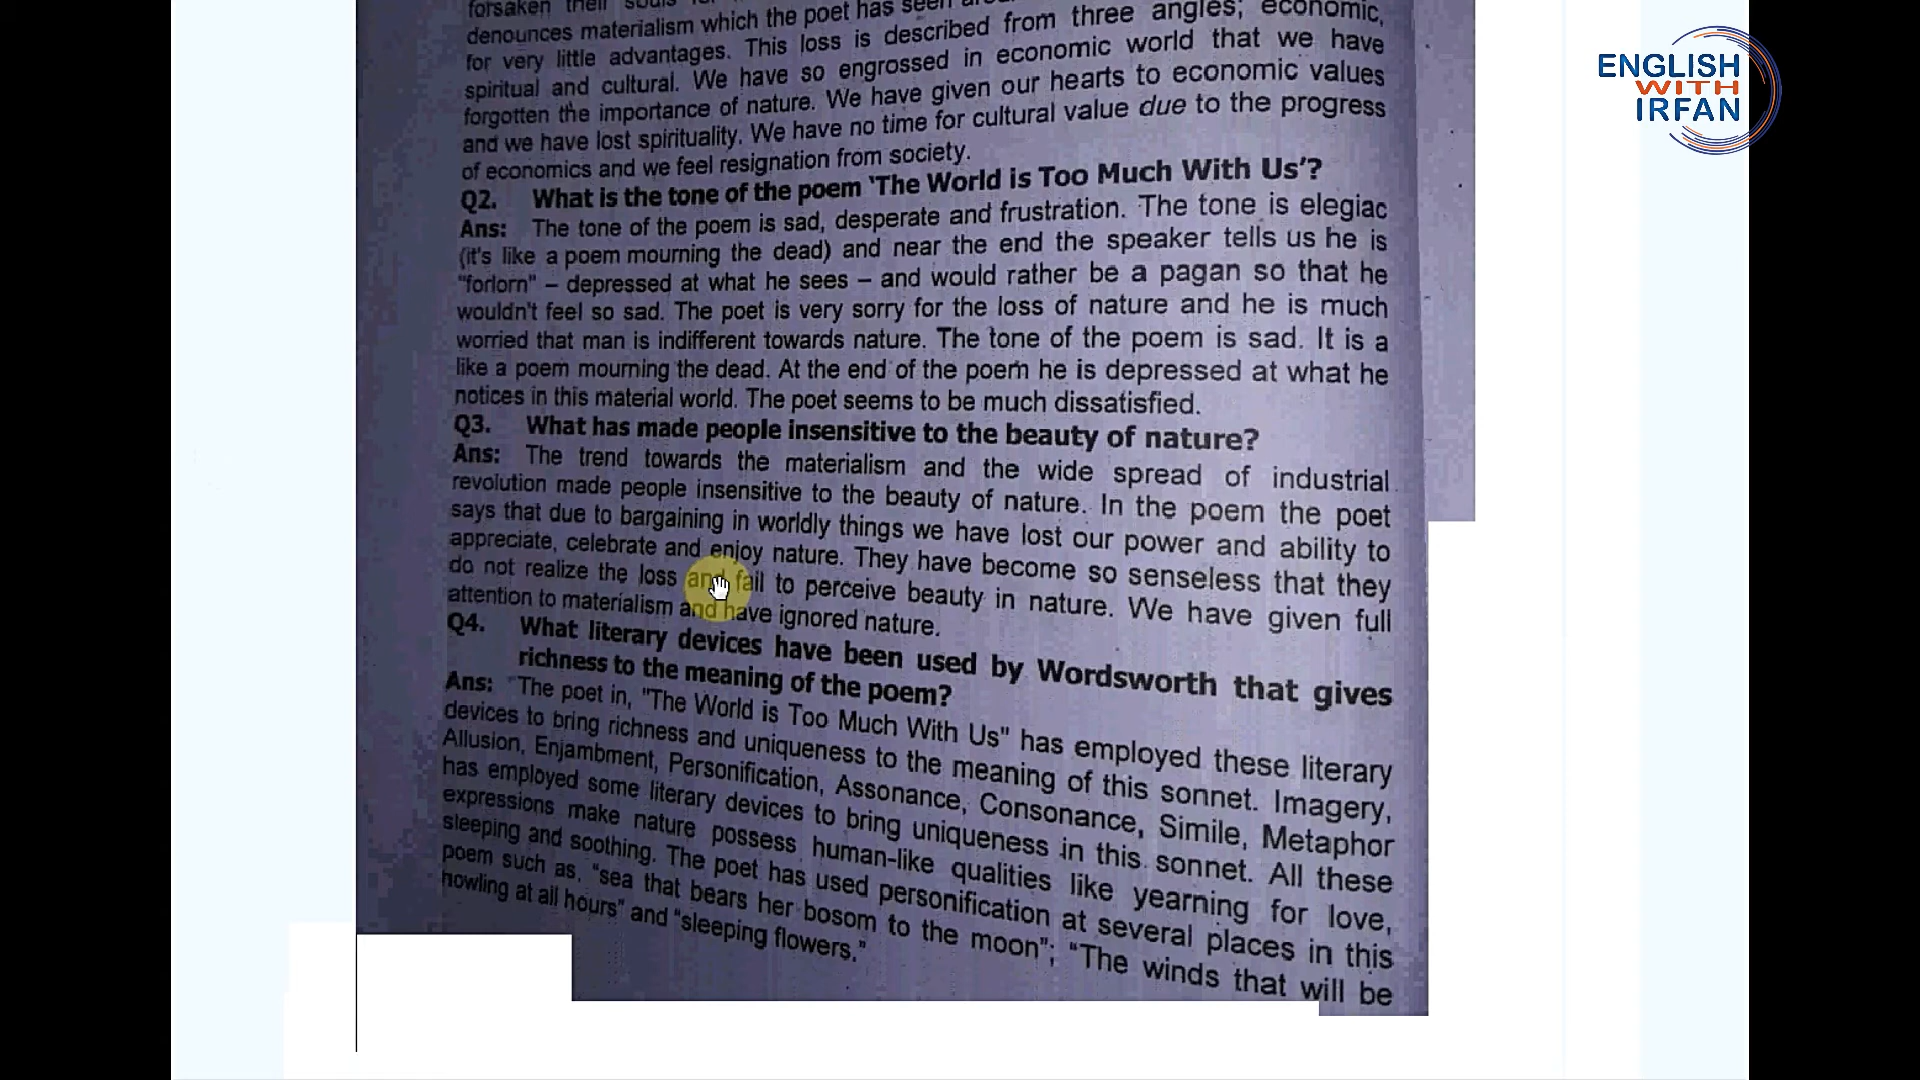 forsaken their souls
denounces materialism which the poet has seen
for very little advantages. This loss is described from three angles; economic,
spiritual and cultural. We have so engrossed in economic world that we have
forgotten the importance of nature. We have given our hearts to economic values
and we have lost spirituality. We have no time for cultural value due to the progress
of economics and we feel resignation from society.
Q2. What is the tone of the poem 'The World is Too Much With Us'?
Ans: The tone of the poem is sad, desperate and frustration. The tone is elegiac
(it's like a poem mourning the dead) and near the end the speaker tells us he is
"forlorn" – depressed at what he sees – and would rather be a pagan so that he
wouldn't feel so sad. The poet is very sorry for the loss of nature and he is much
worried that man is indifferent towards nature. The tone of the poem is sad. It is a
like a poem mourning the dead. At the end of the poem he is depressed at what he
notices in this material world. The poet seems to be much dissatisfied.
Q3. What has made people insensitive to the beauty of nature?
Ans: The trend towards the materialism and the wide spread of industrial
revolution made people insensitive to the beauty of nature. In the poem the poet
says that due to bargaining in worldly things we have lost our power and ability to
appreciate, celebrate and enjoy nature. They have become so senseless that they
do not realize the loss and fail to perceive beauty in nature. We have given full
attention to materialism and have ignored nature.
Q4. What literary devices have been used by Wordsworth that gives
richness to the meaning of the poem?
Ans: "The poet in, "The World is Too Much With Us" has employed these literary
devices to bring richness and uniqueness to the meaning of this sonnet. Imagery,
Allusion, Enjambment, Personification, Assonance, Consonance, Simile, Metaphor
has employed some literary devices to bring uniqueness in this sonnet. All these
expressions make nature possess human-like qualities like yearning for love,
sleeping and soothing. The poet has used personification at several places in this
poem such as, "sea that bears her bosom to the moon"; "The winds that will be
howling at all hours" and "sleeping flowers."
ENGLISH
WITH
IRFAN